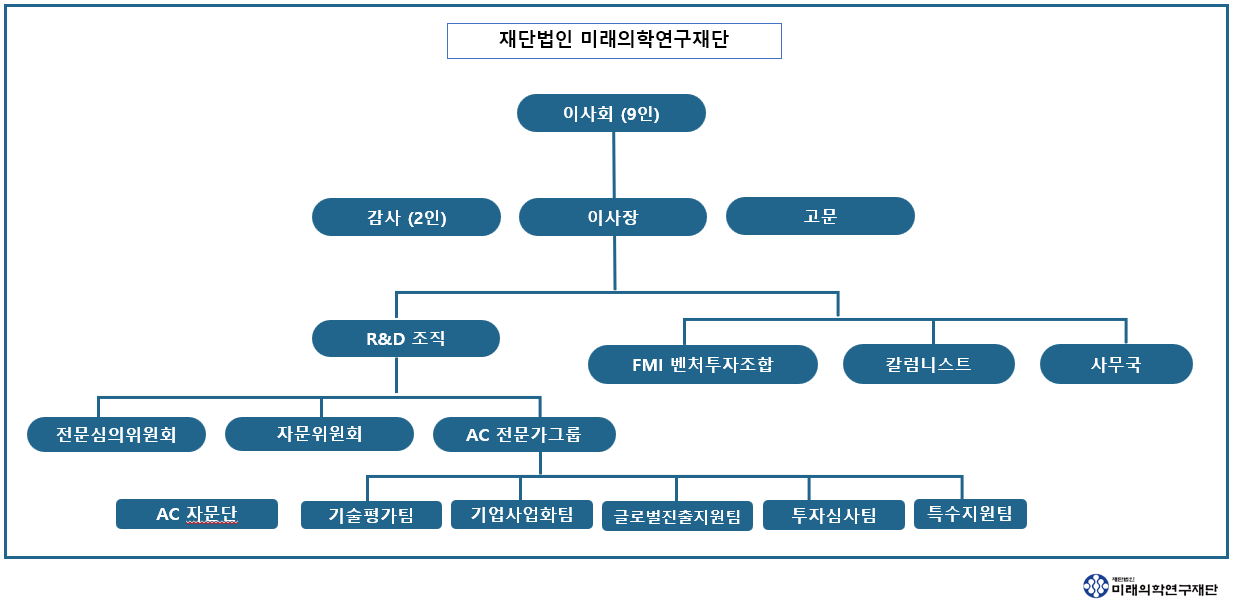 재단법인 미래의학연구재단
이사회 (9인)
감사 (2인)
이사장
고문
R&D 조직
FMI 벤처투자조합
칼럼니스트
사무국
전문심의위원회
자문위원회
AC 전문가그룹
AC 자문단
기술평가팀
기업사업화팀
글로벌진출지원팀
투자심사팀
특수지원팀
재단법인
미래의학연구재단